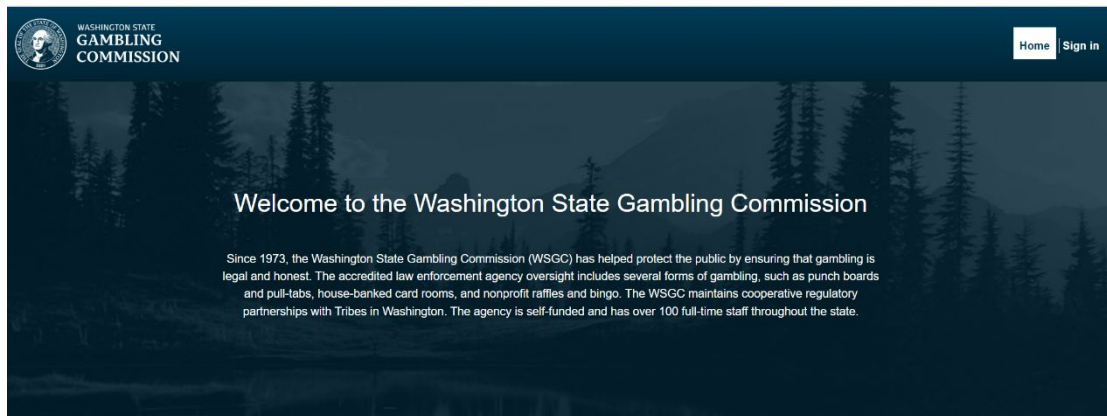 WASHINGTON STATE
GAMBLING
COMMISSION
Home
Sign in
Welcome to the Washington State Gambling Commission
Since 1973, the Washington State Gambling Commission (WSGC) has helped protect the public by ensuring that gambling is
legal and honest. The accredited law enforcement agency oversight includes several forms of gambling, such as punch boards
and pull-tabs, house-banked card rooms, and nonprofit raffles and bingo. The WSGC maintains cooperative regulatory
partnerships with Tribes in Washington. The agency is self-funded and has over 100 full-time staff throughout the state.